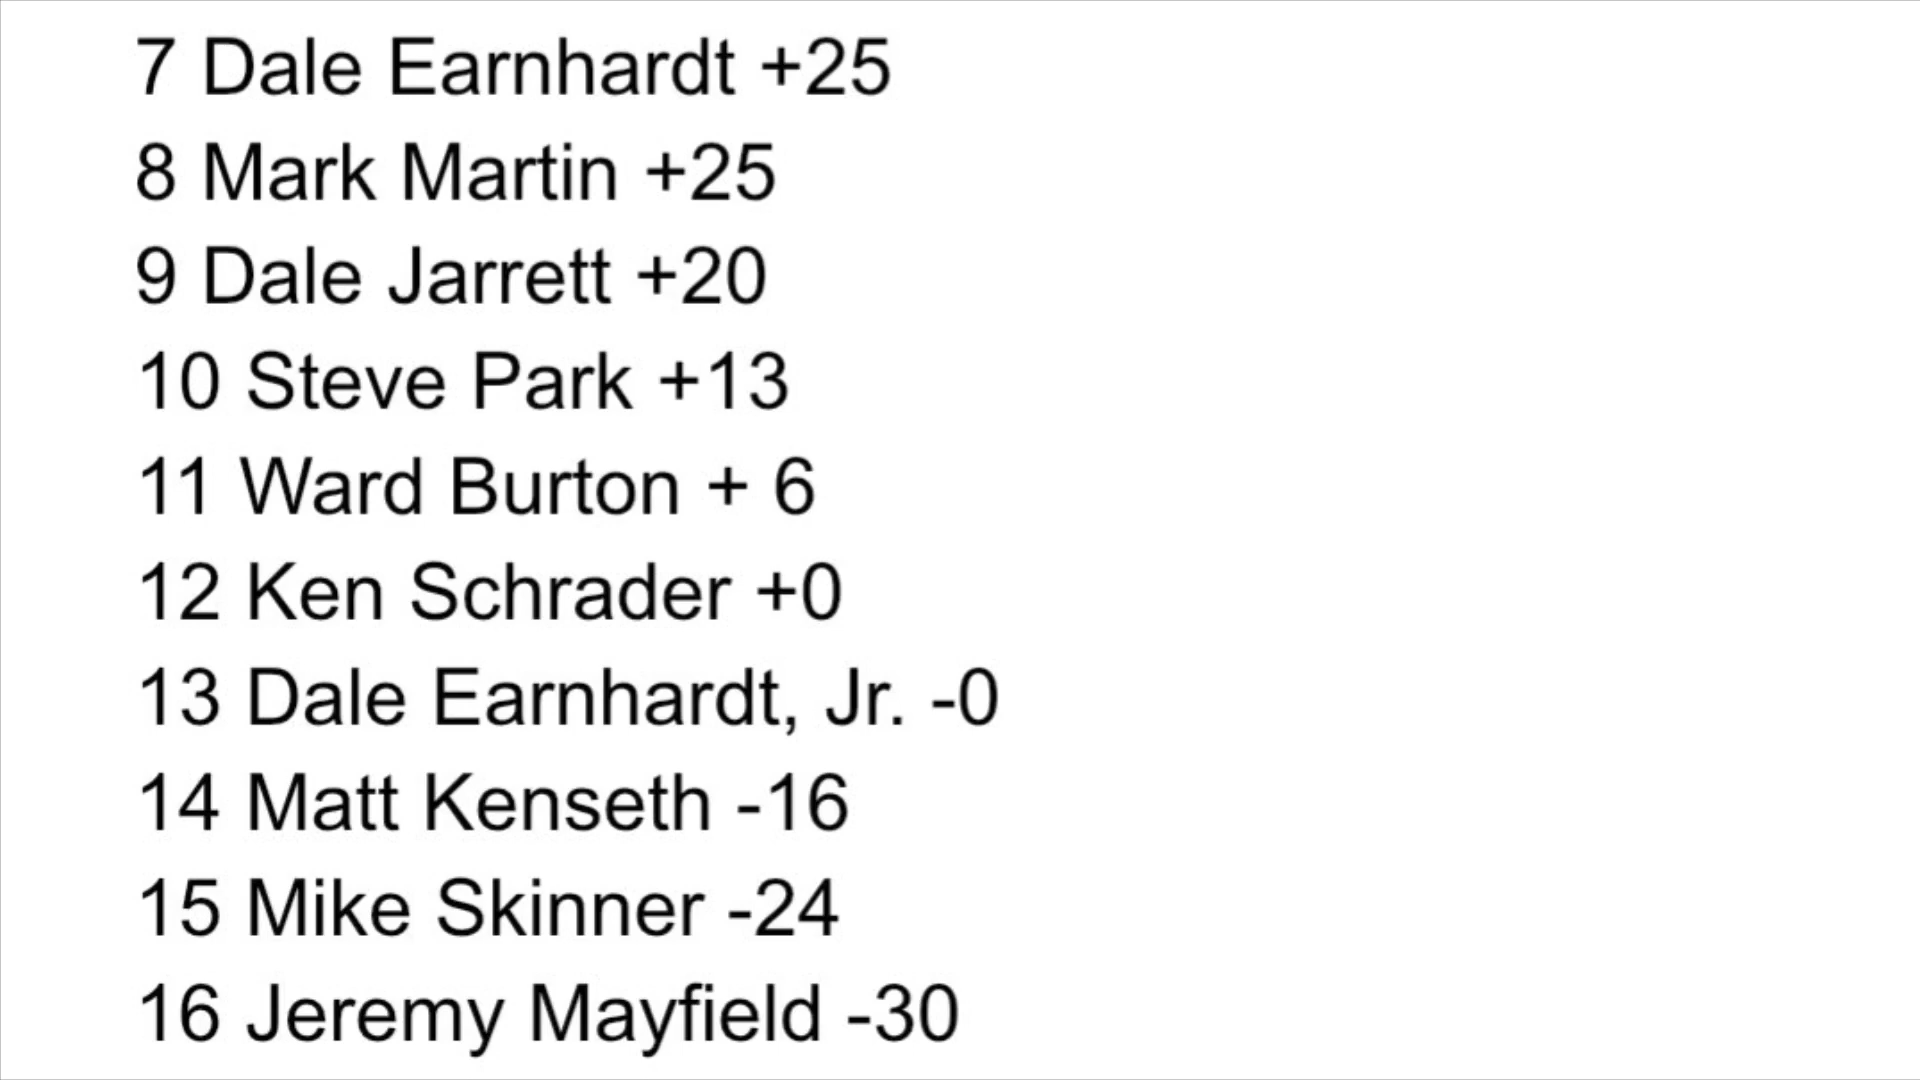 7 Dale Earnhardt +25
8 Mark Martin +25
9 Dale Jarrett +20
10 Steve Park +13
11 Ward Burton + 6
12 Ken Schrader +0
13 Dale Earnhardt, Jr. -0
14 Matt Kenseth -16
15 Mike Skinner -24
16 Jeremy Mayfield -30